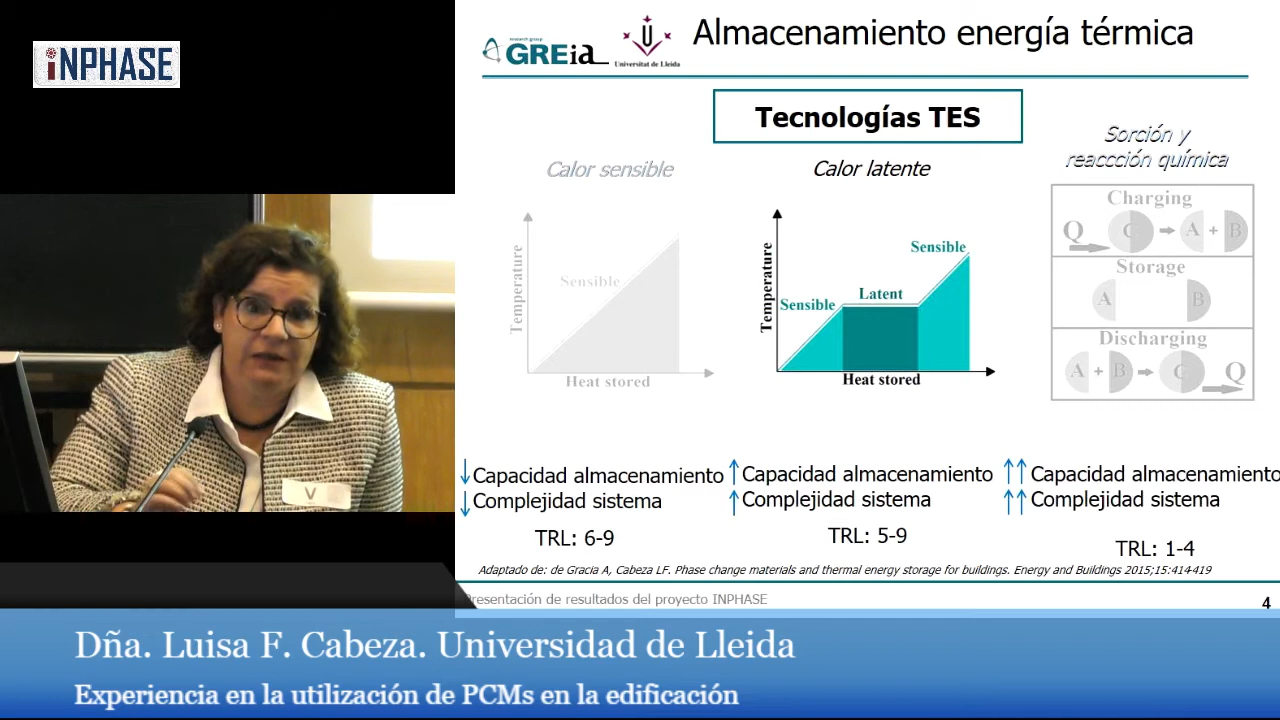 iNPHASE
research group
GREia
Universitat de Lleida
Almacenamiento energía térmica
Tecnologías TES
Calor sensible
Temperature
Sensible
Heat stored
Calor latente
Temperature
Sensible
Latent
Sensible
Heat stored
Sorción y
reaccción química
Charging
Q C A + B
Storage
A B
Discharging
A + B C Q
↓Capacidad almacenamiento
↓Complejidad sistema
TRL: 6-9
↑Capacidad almacenamiento
↑Complejidad sistema
TRL: 5-9
↑↑Capacidad almacenamiento
↑↑Complejidad sistema
TRL: 1-4
Adaptado de: de Gracia A, Cabeza LF. Phase change materials and thermal energy storage for buildings. Energy and Buildings 2015;15:414-419
Presentación de resultados del proyecto INPHASE
4
V
Dña. Luisa F. Cabeza. Universidad de Lleida
Experiencia en la utilización de PCMs en la edificación